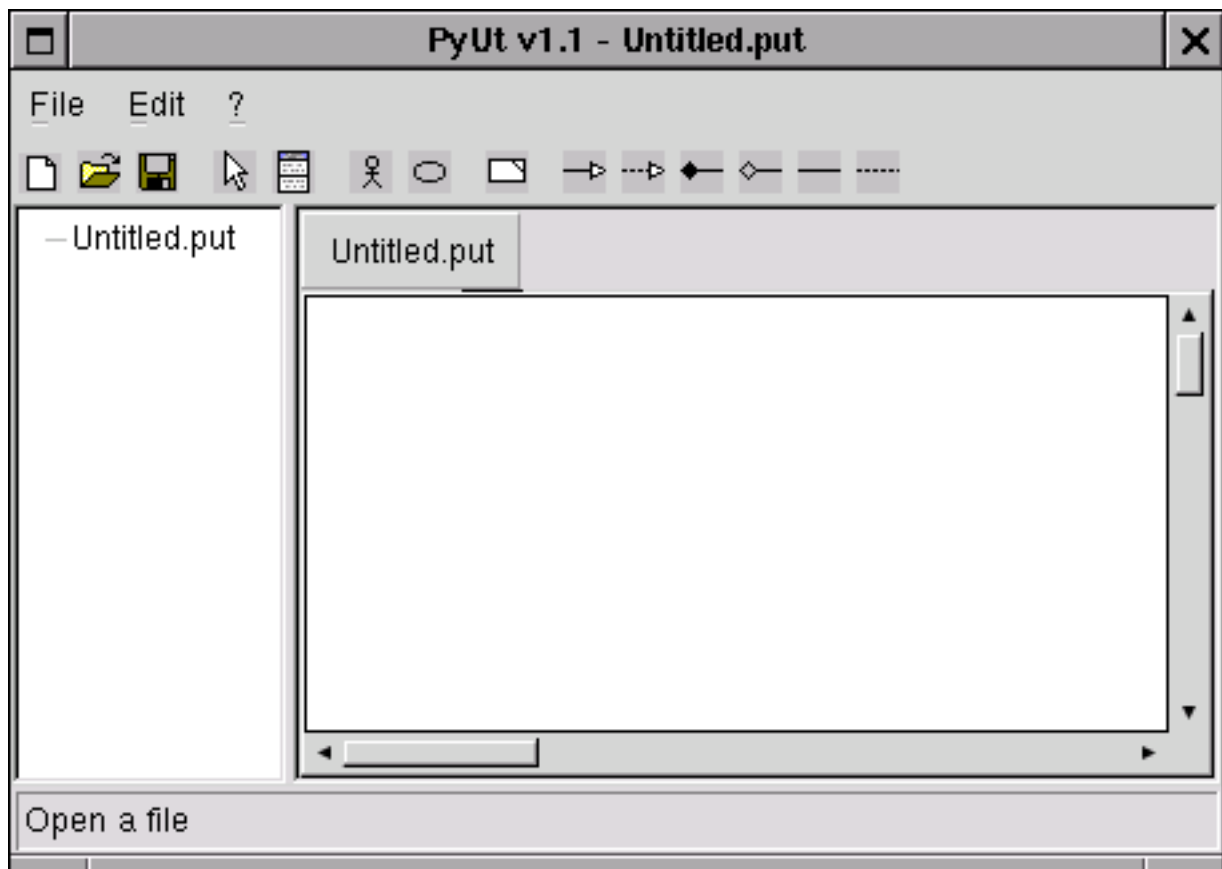 PyUt v1.1 - Untitled.put
File Edit ?
Untitled.put
Untitled.put
Open a file